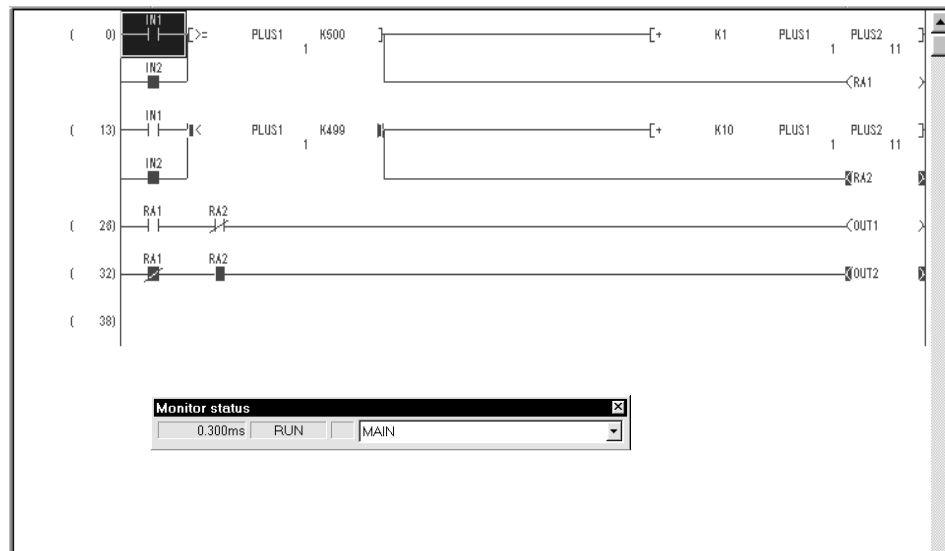 IN1
( 0) [>= PLUS1 K500 ] [+ K1 PLUS1 PLUS2 ]
1 1 11
IN2
(RA1 )
IN1
( 13) [< PLUS1 K499 ] [+ K10 PLUS1 PLUS2 ]
1 1 11
IN2
(RA2 )
RA1 RA2
( 26) (OUT1 )
RA1 RA2
( 32) (OUT2 )
( 38)
Monitor status
0.300ms RUN MAIN